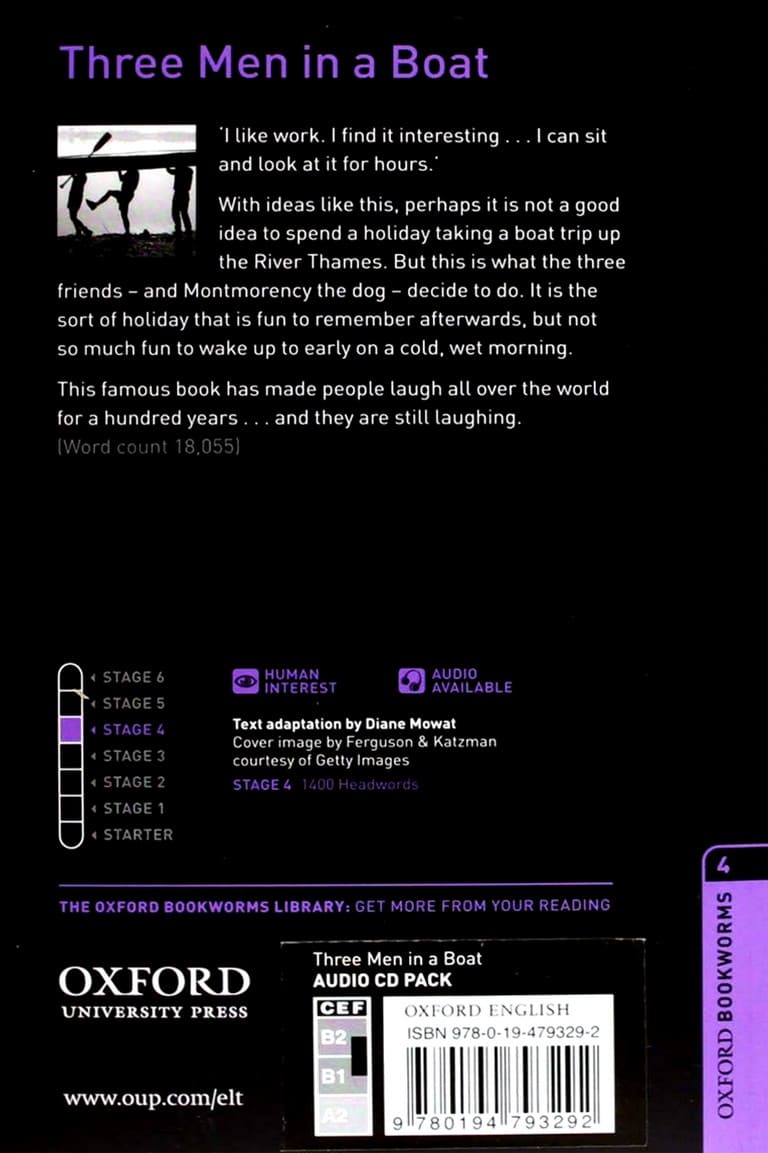 Three Men in a Boat
'I like work. I find it interesting . . . I can sit
and look at it for hours.'
With ideas like this, perhaps it is not a good
idea to spend a holiday taking a boat trip up
the River Thames. But this is what the three
friends – and Montmorency the dog – decide to do. It is the
sort of holiday that is fun to remember afterwards, but not
so much fun to wake up to early on a cold, wet morning.
This famous book has made people laugh all over the world
for a hundred years . . . and they are still laughing.
(Word count 18,055)
STAGE 6
STAGE 5
STAGE 4
STAGE 3
STAGE 2
STAGE 1
STARTER
HUMAN
INTEREST
AUDIO
AVAILABLE
Text adaptation by Diane Mowat
Cover image by Ferguson & Katzman
courtesy of Getty Images
STAGE 4 1400 Headwords
THE OXFORD BOOKWORMS LIBRARY: GET MORE FROM YOUR READING
OXFORD
UNIVERSITY PRESS
www.oup.com/elt
Three Men in a Boat
AUDIO CD PACK
CEF
B2
B1
A2
OXFORD ENGLISH
ISBN 978-0-19-479329-2
9 780194 793292
4
OXFORD BOOKWORMS